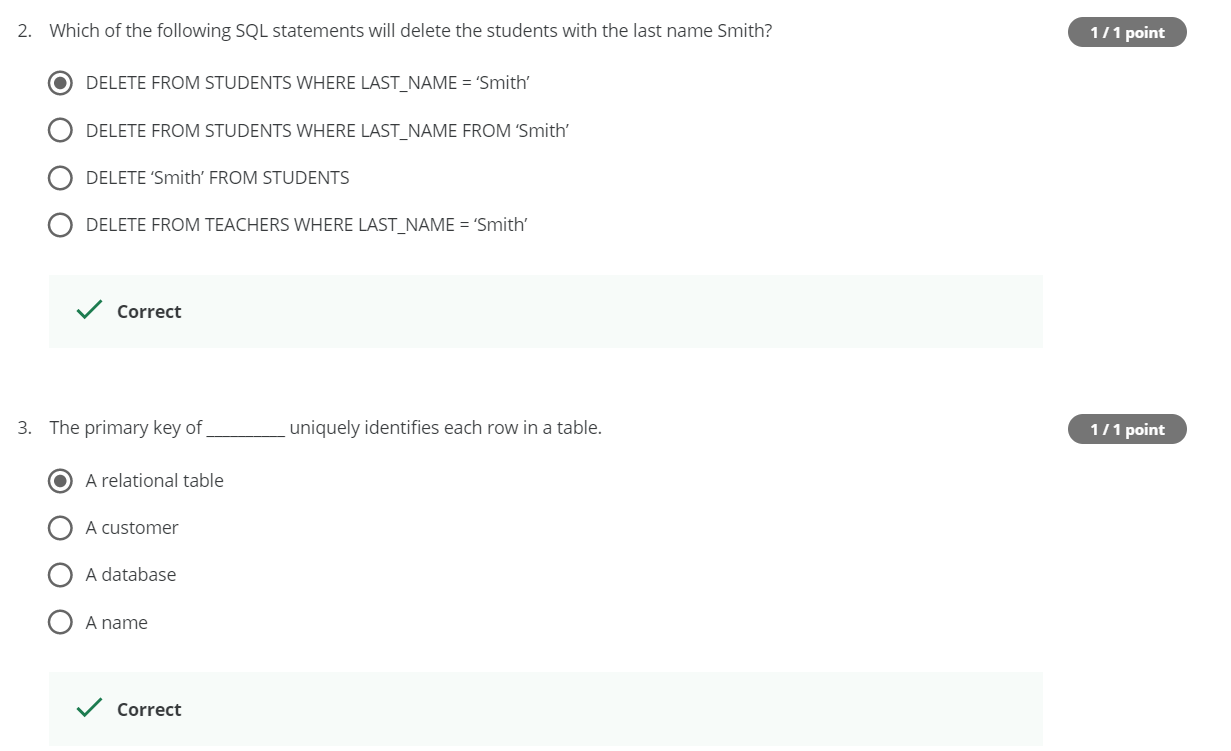 2. Which of the following SQL statements will delete the students with the last name Smith? 1 / 1 point
DELETE FROM STUDENTS WHERE LAST_NAME = ‘Smith’
DELETE FROM STUDENTS WHERE LAST_NAME FROM ‘Smith’
DELETE ‘Smith’ FROM STUDENTS
DELETE FROM TEACHERS WHERE LAST_NAME = ‘Smith’
Correct
3. The primary key of __________ uniquely identifies each row in a table. 1 / 1 point
A relational table
A customer
A database
A name
Correct